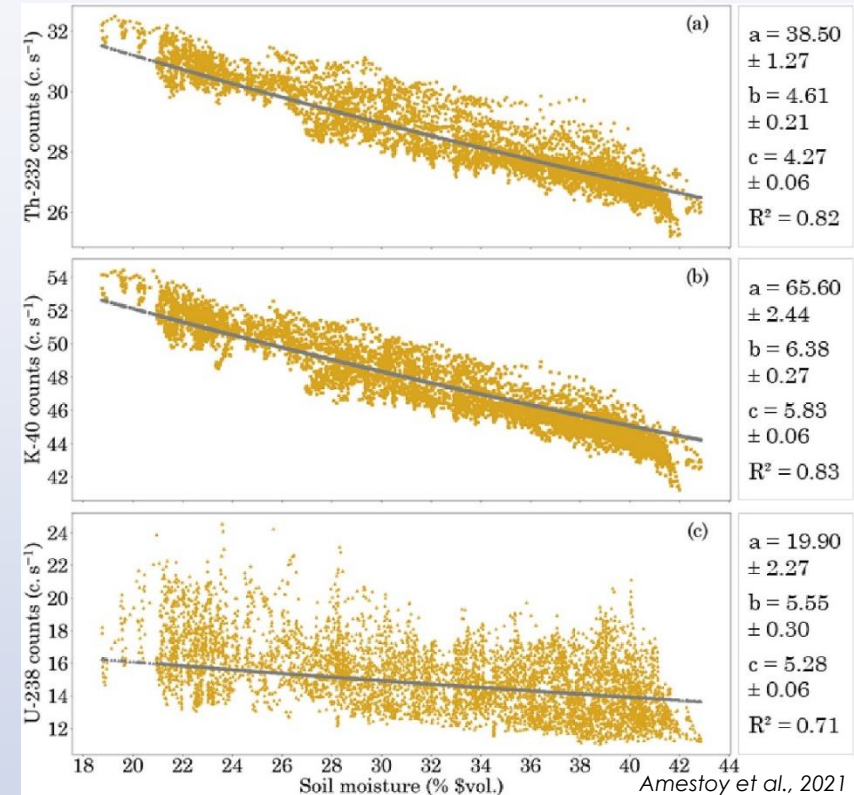 (a)
Th-232 counts (c. s⁻¹)
32
30
28
26
a = 38.50
± 1.27
b = 4.61
± 0.21
c = 4.27
± 0.06
R² = 0.82
(b)
K-40 counts (c. s⁻¹)
54
52
50
48
46
44
42
a = 65.60
± 2.44
b = 6.38
± 0.27
c = 5.83
± 0.06
R² = 0.83
(c)
U-238 counts (c. s⁻¹)
24
22
20
18
16
14
12
a = 19.90
± 2.27
b = 5.55
± 0.30
c = 5.28
± 0.06
R² = 0.71
18 20 22 24 26 28 30 32 34 36 38 40 42 44
Soil moisture (% $vol.)
Amestoy et al., 2021